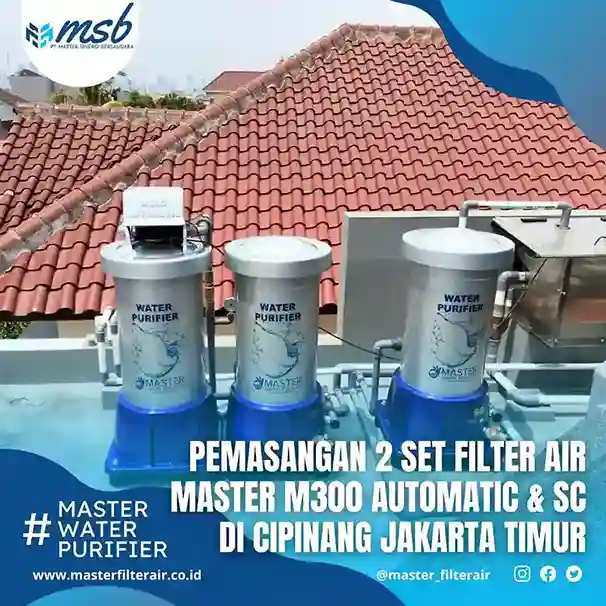 msb
PT MASTER SINERGI BERSAUDARA
WATER
PURIFIER
MASTER
WATER
PURIFIER
MASTER
WATER
PURIFIER
MASTER
PEMASANGAN 2 SET FILTER AIR
MASTER M300 AUTOMATIC & SC
DI CIPINANG JAKARTA TIMUR
# MASTER
WATER
PURIFIER
www.masterfilterair.co.id
@master_filterair